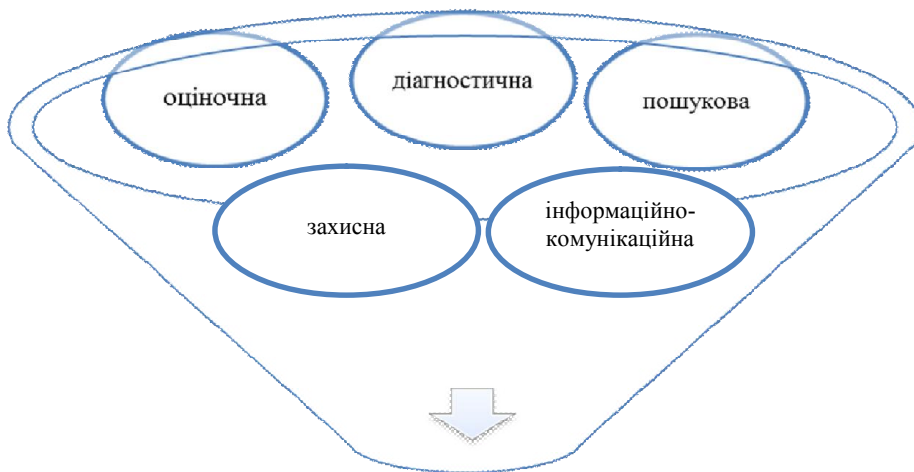 оціночна
діагностична
пошукова
захисна
інформаційно-
комунікаційна